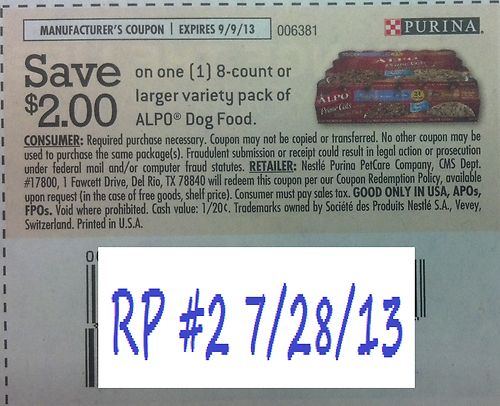 MANUFACTURER'S COUPON | EXPIRES 9/9/13 006381
PURINA®
Save
$2.00
on one (1) 8-count or
larger variety pack of
ALPO® Dog Food.
ALPO
Prime Cuts
ALPO
Prime Cuts
CONSUMER: Required purchase necessary. Coupon may not be copied or transferred. No other coupon may be
used to purchase the same package(s). Fraudulent submission or receipt could result in legal action or prosecution
under federal mail and/or computer fraud statutes. RETAILER: Nestlé Purina PetCare Company, CMS Dept.
#17800, 1 Fawcett Drive, Del Rio, TX 78840 will redeem this coupon per our Coupon Redemption Policy, available
upon request (in the case of free goods, shelf price). Consumer must pay sales tax. GOOD ONLY IN USA, APOs,
FPOs. Void where prohibited. Cash value: 1/20¢. Trademarks owned by Société des Produits Nestlé S.A., Vevey,
Switzerland. Printed in U.S.A.
RP #2 7/28/13